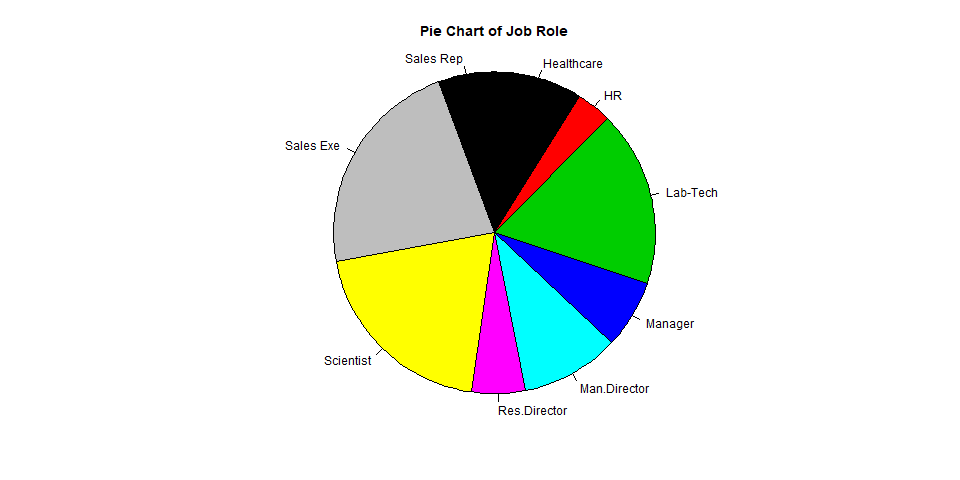 Pie Chart of Job Role
Sales Rep
Healthcare
HR
Sales Exe
Lab-Tech
Manager
Scientist
Man.Director
Res.Director